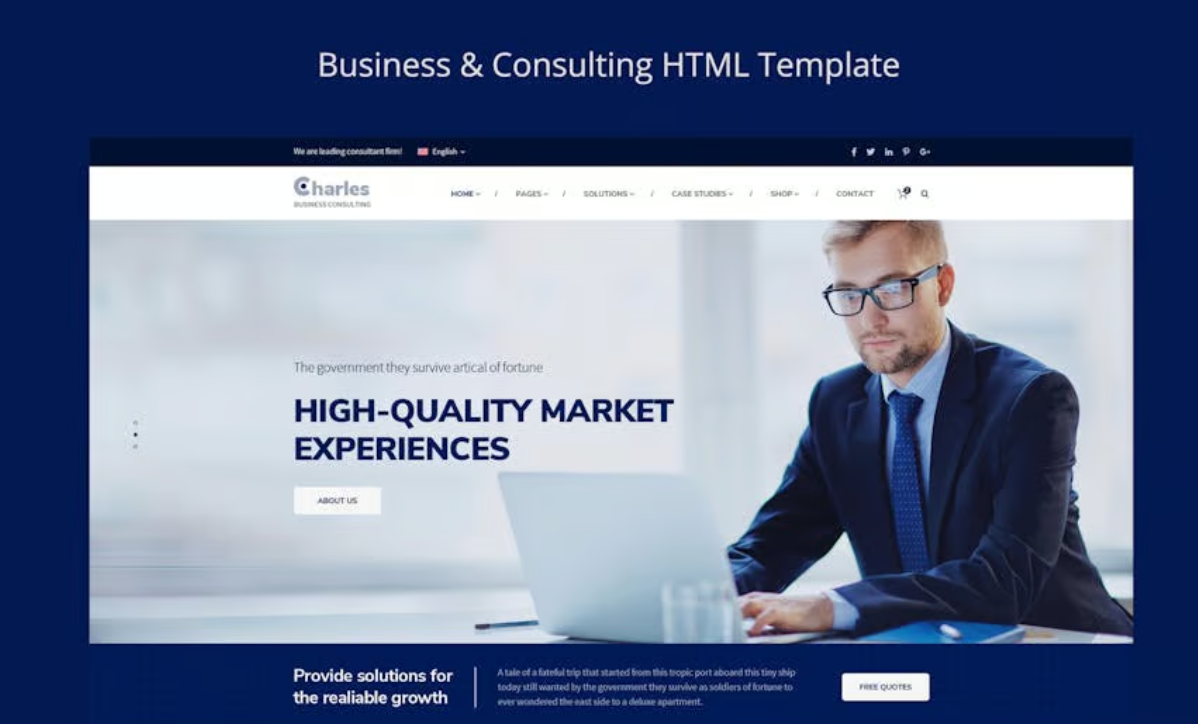 Business & Consulting HTML Template
We are leading consultant firm! English
Charles
BUSINESS CONSULTING
HOME / PAGES / SOLUTIONS / CASE STUDIES / SHOP / CONTACT
The government they survive artical of fortune
HIGH-QUALITY MARKET
EXPERIENCES
ABOUT US
Provide solutions for
the realiable growth
A tale of a fateful trip that started from this tropic port aboard this tiny ship
today still wanted by the government they survive as soldiers of fortune to
ever wondered the east side to a deluxe apartment.
FREE QUOTES